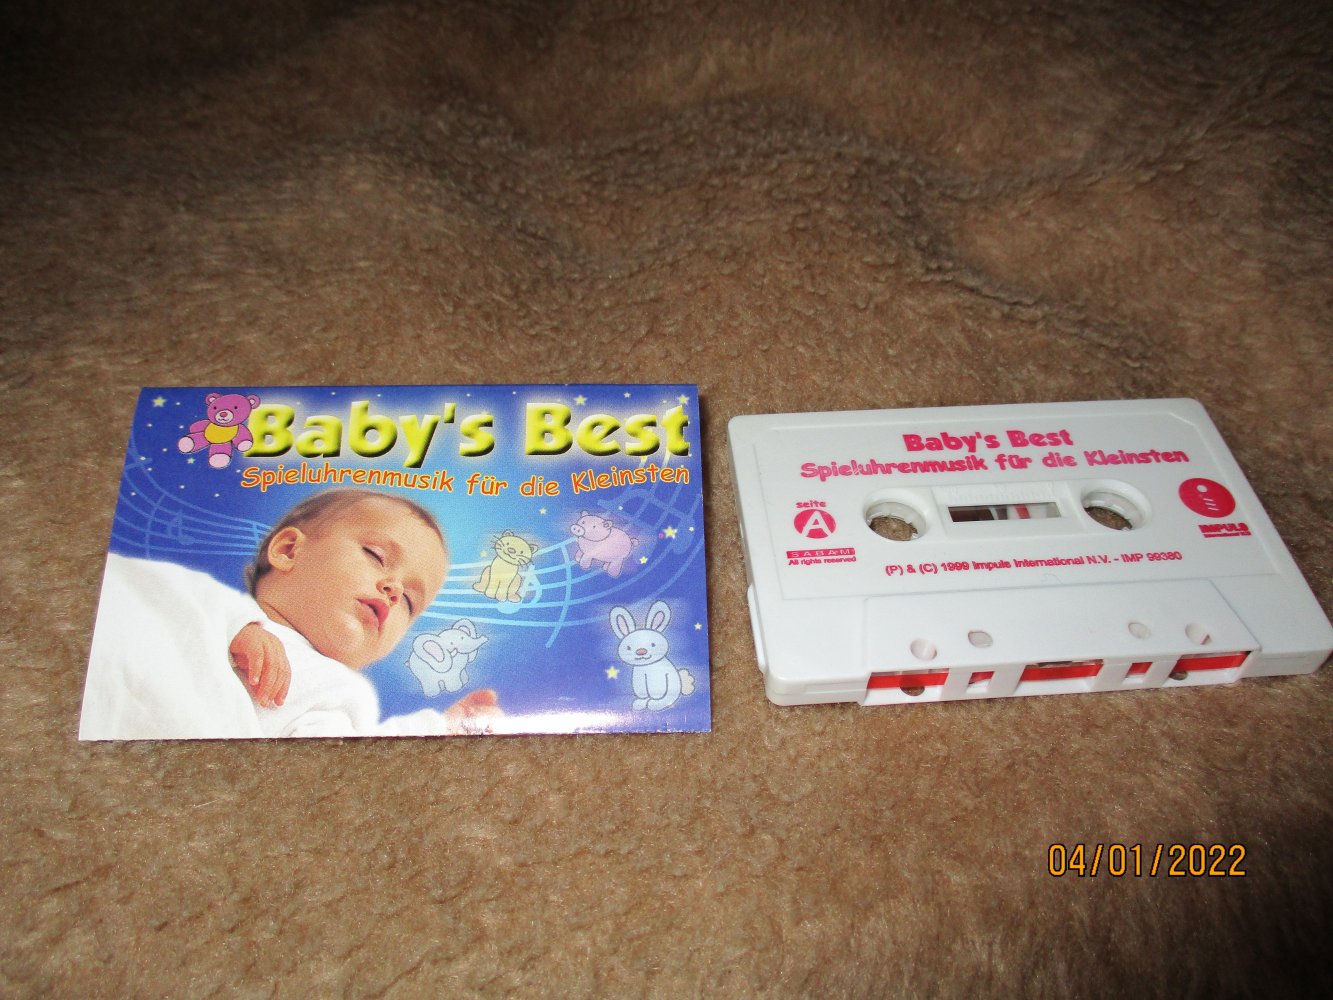 Baby's Best
Spieluhrenmusik für die Kleinsten
Baby's Best
Spieluhrenmusik für die Kleinsten
seite
A
SABAM
All rights reserved
IMPULS
(P) & (C) 1999 Impuls International N.V. - IMP 99380
04/01/2022